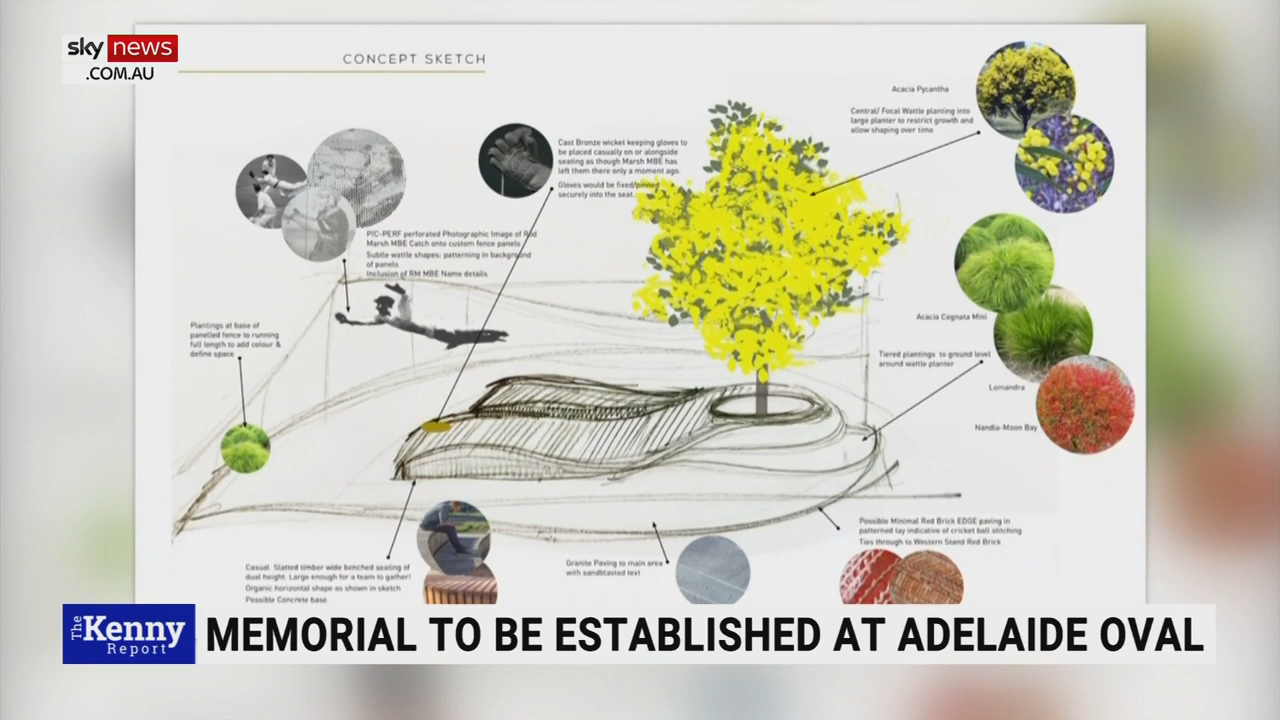 sky news
.COM.AU
CONCEPT SKETCH
Acacia Pycantha
Central/ Focal Wattle planting into
large planter to restrict growth and
allow shaping over time
Cast Bronze wicket keeping gloves to
be placed casually on or alongside
seating as though Marsh MBE has
left them there only a moment ago.
Gloves would be fixed/pinned
securely into the seat.
PIC-PERF perforated Photographic Image of Rod
Marsh MBE Catch onto custom fence panels
Subtle wattle shapes: patterning in background
of panels
Inclusion of RM MBE Name details
Plantings at base of
panelled fence to running
full length to add colour &
define space
Acacia Cognata Mini
Tiered plantings to ground level
around wattle planter
Lomandra
Nandia-Moon Bay
Possible Minimal Red Brick EDGE paving in
patterned lay indicative of cricket ball stitching
Ties through to Western Stand Red Brick
Granite Paving to main area
with sandblasted text
Casual Slatted timber wide benched seating of
dual height. Large enough for a team to gather!
Organic horizontal shape as shown in sketch
Possible Concrete base
The Kenny Report
MEMORIAL TO BE ESTABLISHED AT ADELAIDE OVAL